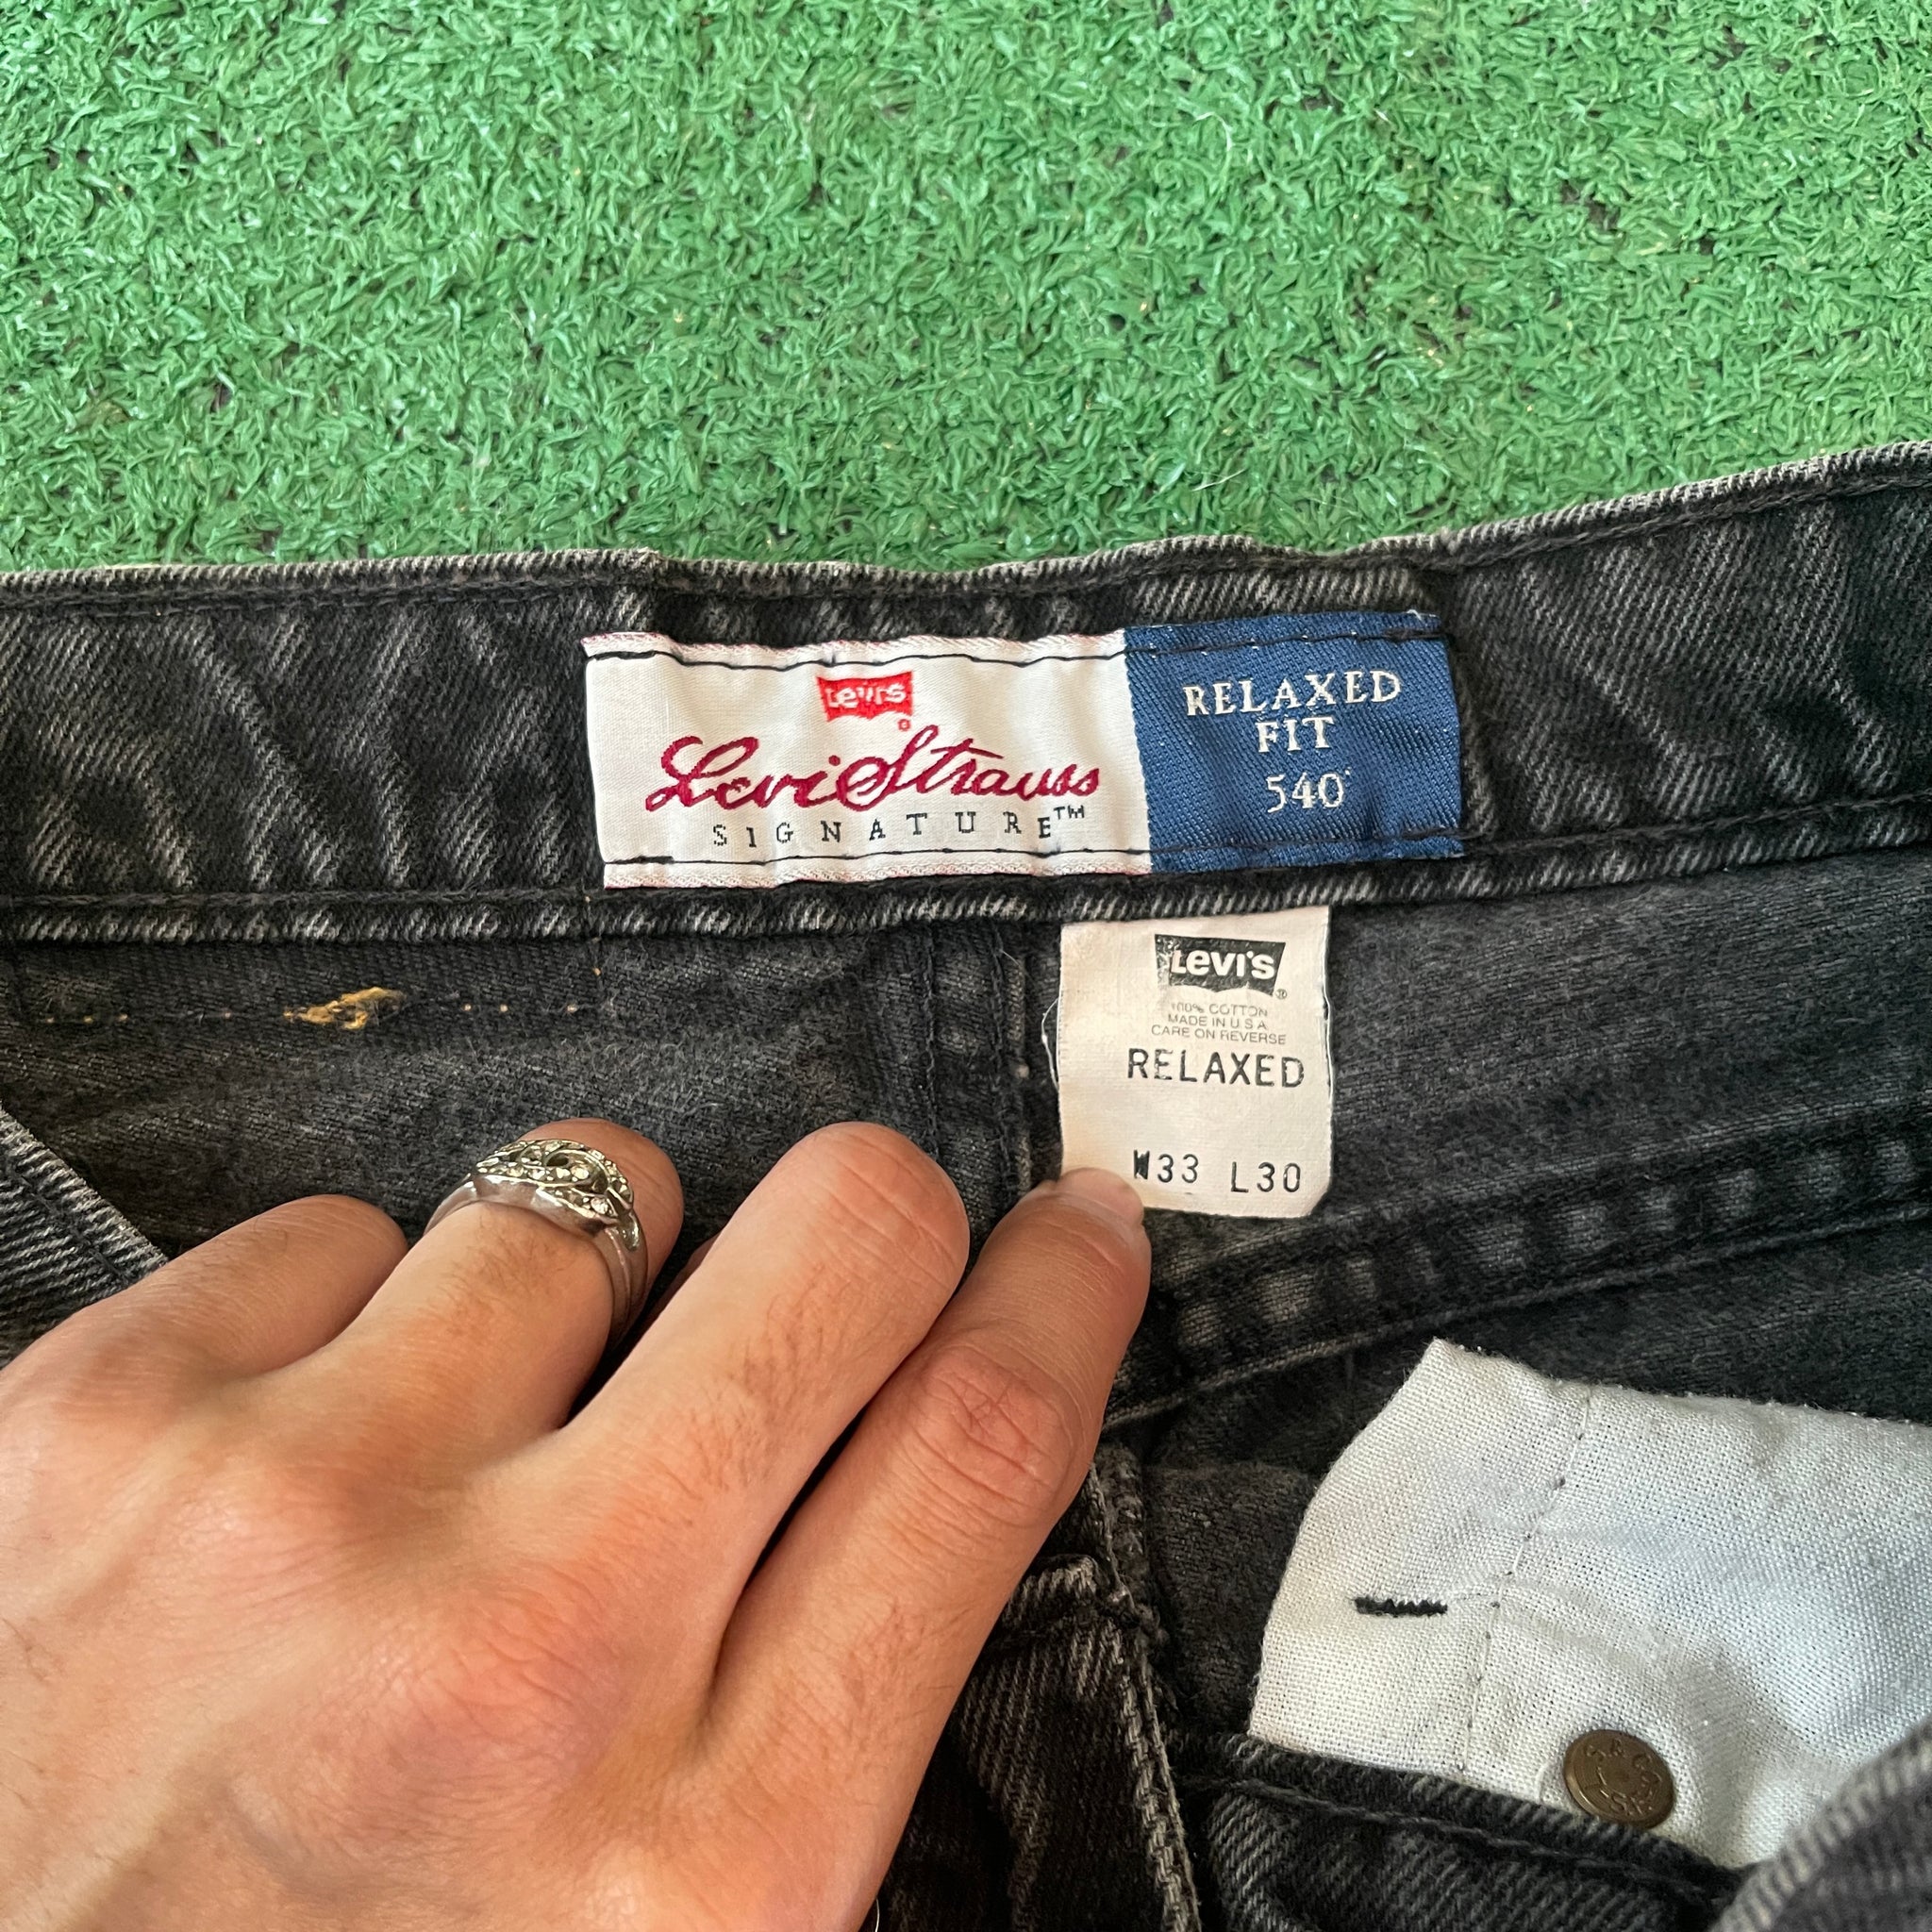 Levi's
®
Levi Strauss
SIGNATURE™
RELAXED
FIT
540
LEVI'S
®
100% COTTON
MADE IN U S A
CARE ON REVERSE
RELAXED
W33 L30